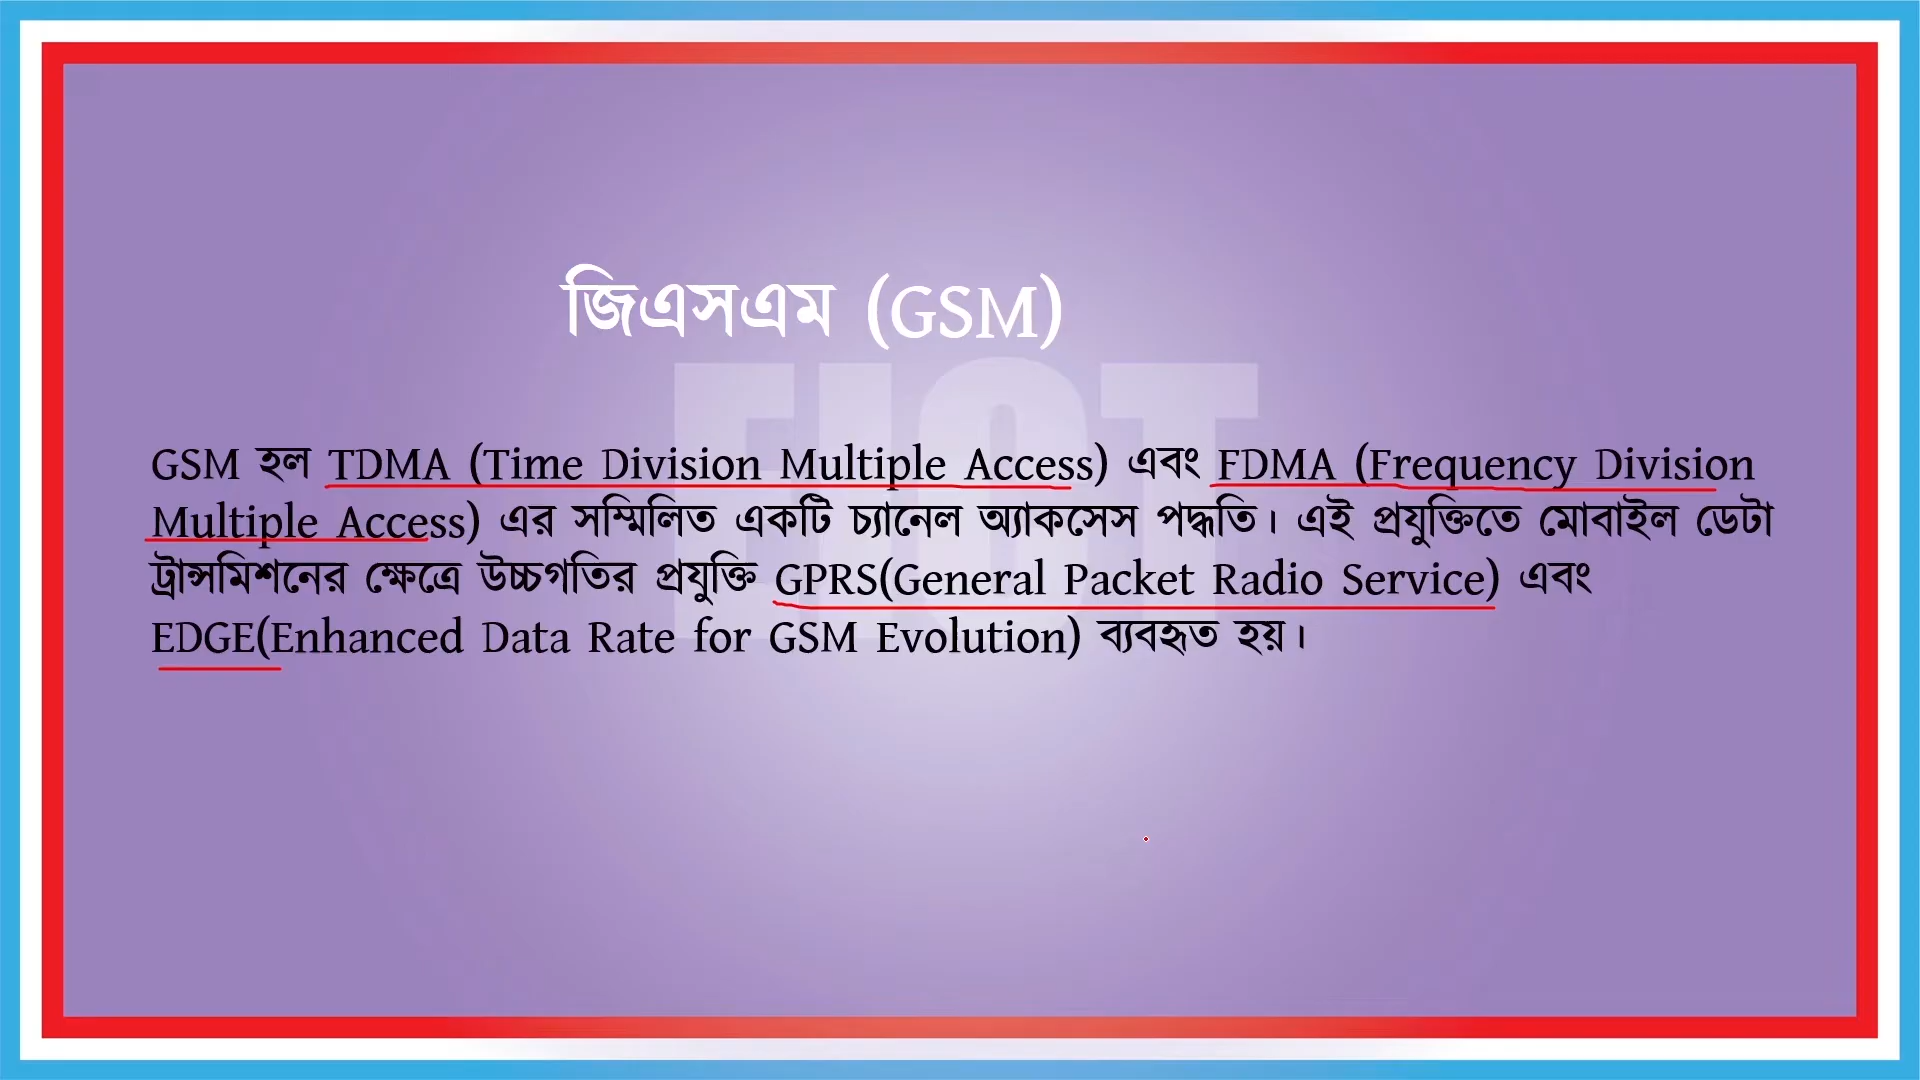 জিএসএম (GSM)
GSM হল TDMA (Time Division Multiple Access) এবং FDMA (Frequency Division
Multiple Access) এর সম্মিলিত একটি চ্যানেল অ্যাকসেস পদ্ধতি। এই প্রযুক্তিতে মোবাইল ডেটা
ট্রান্সমিশনের ক্ষেত্রে উচ্চগতির প্রযুক্তি GPRS(General Packet Radio Service) এবং
EDGE(Enhanced Data Rate for GSM Evolution) ব্যবহৃত হয়।